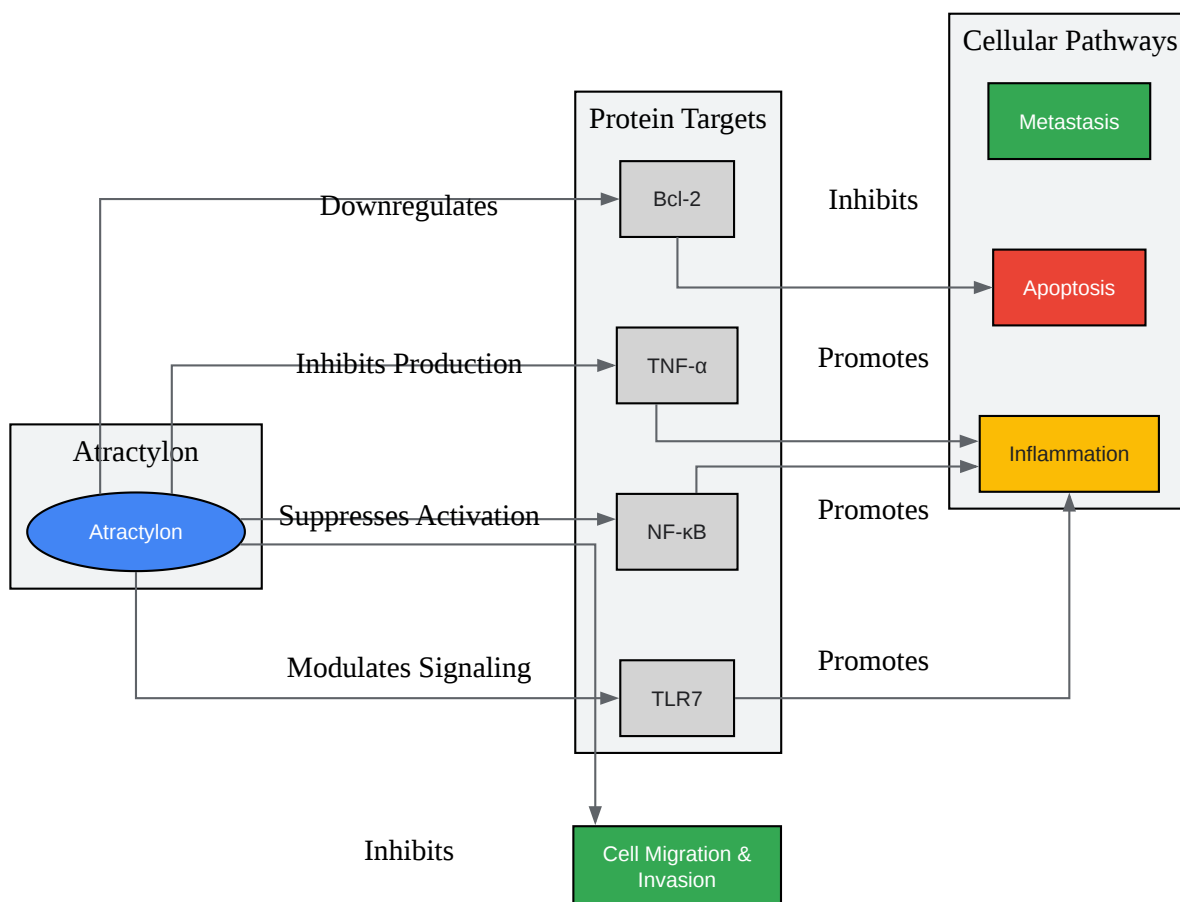 Cellular Pathways
Metastasis
Protein Targets
Bcl-2
Inhibits
Downregulates
Apoptosis
TNF-α
Promotes
Inhibits Production
Atractylon
Inflammation
Suppresses Activation
Promotes
Atractylon
NF-κB
Modulates Signaling
Promotes
TLR7
Inhibits
Cell Migration &
Invasion